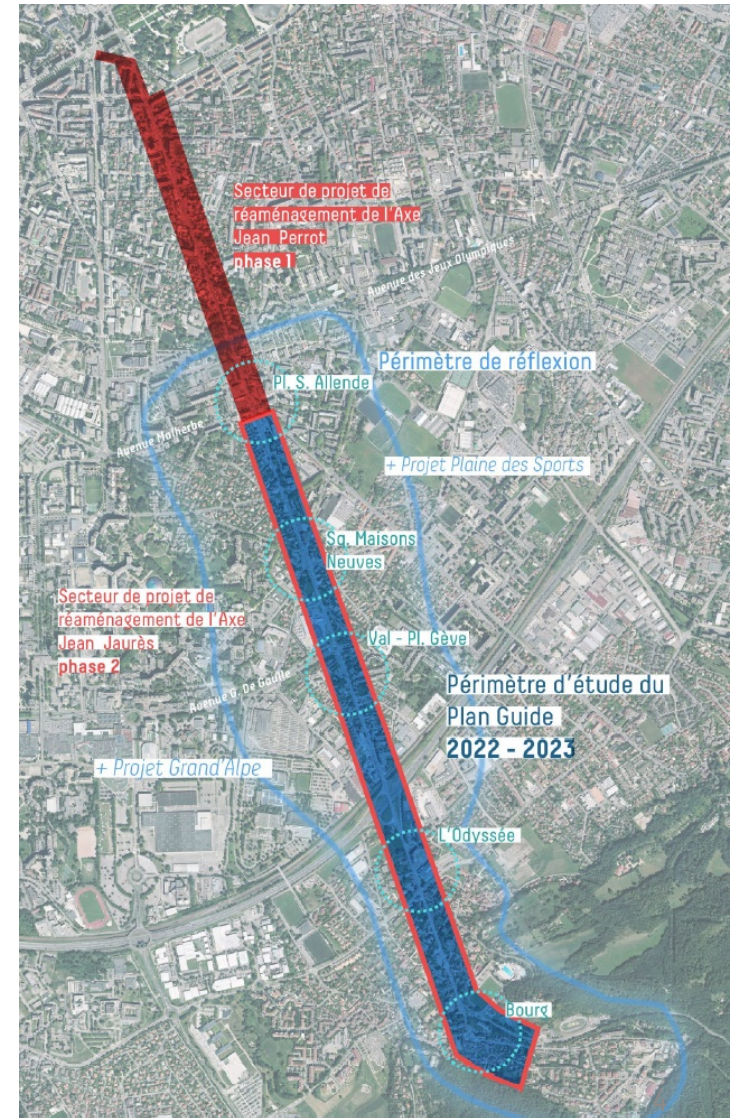 Secteur de projet de
réaménagement de l'Axe
Jean Perrot
phase 1
Avenue des Jeux Olympiques
Périmètre de réflexion
Pl. S. Allende
Avenue Malherbe
+ Projet Plaine des Sports
Sq. Maisons
Neuves
Secteur de projet de
réaménagement de l'Axe
Jean Jaurès
phase 2
Val - Pl. Gève
Avenue G. De Gaulle
Périmètre d'étude du
Plan Guide
2022 - 2023
+ Projet Grand'Alpe
L'Odyssée
Bourg